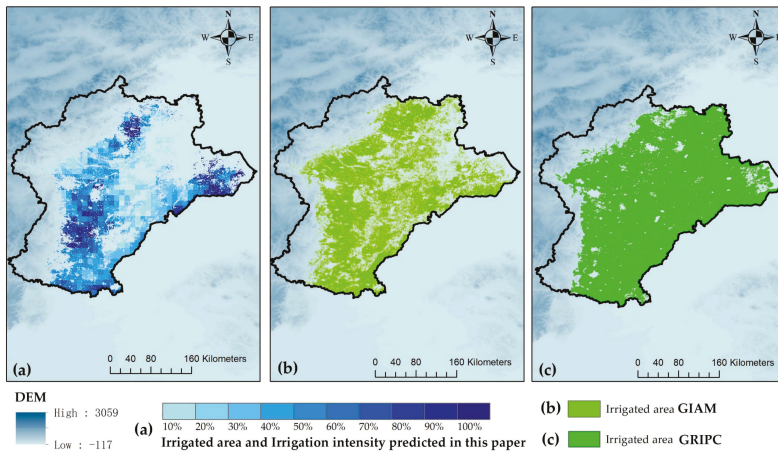 N
W E
S
N
W E
S
N
W E
S
(a)
0 40 80 160 Kilometers
(b)
0 40 80 160 Kilometers
(c)
0 40 80 160 Kilometers
DEM
High : 3059
Low : -117
(a)
10% 20% 30% 40% 50% 60% 70% 80% 90% 100%
Irrigated area and Irrigation intensity predicted in this paper
(b) Irrigated area GIAM
(c) Irrigated area GRIPC